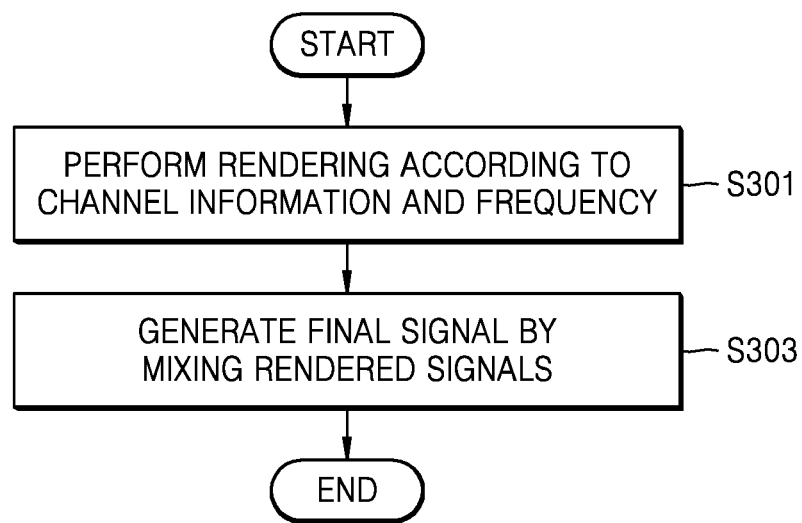 START
PERFORM RENDERING ACCORDING TO
CHANNEL INFORMATION AND FREQUENCY
S301
GENERATE FINAL SIGNAL BY
MIXING RENDERED SIGNALS
S303
END